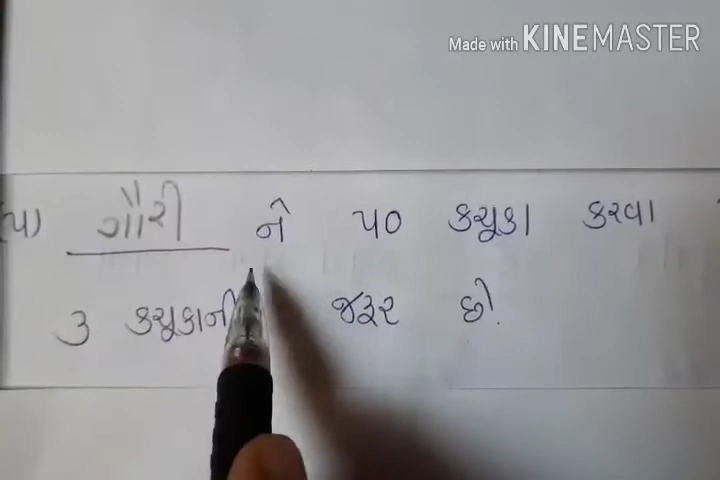 Made with KINEMASTER
(૫) ગૌરી ને ૫૦ કચૂકા કરવા
૩ કચૂકાની જરૂર છે.